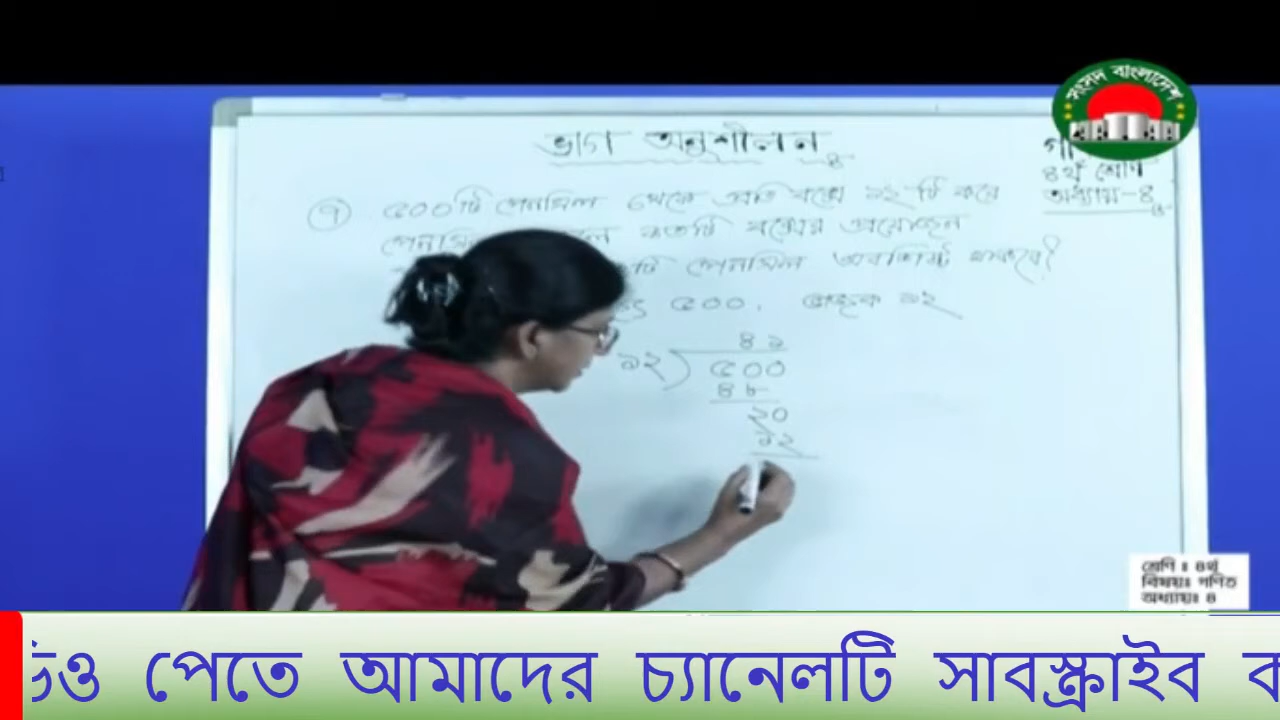 সংসদ বাংলাদেশ
ভাগ অনুশীলন
৪র্থ শ্রেণি
অধ্যায়-৪
৭ ৫০০টি পেনসিল থেকে প্রতি বক্সে ১২টি করে
পেনসিল কতটি বক্সের প্রয়োজন
টি পেনসিল অবশিষ্ট থাকবে?
৫০০, ভাজক ১২
৪১
১২) ৫০০
৪৮
২০
১২
শ্রেণি ঃ ৪র্থ
বিষয়ঃ গণিত
অধ্যায়ঃ ৪
পেতে আমাদের চ্যানেলটি সাবস্ক্রাইব ক